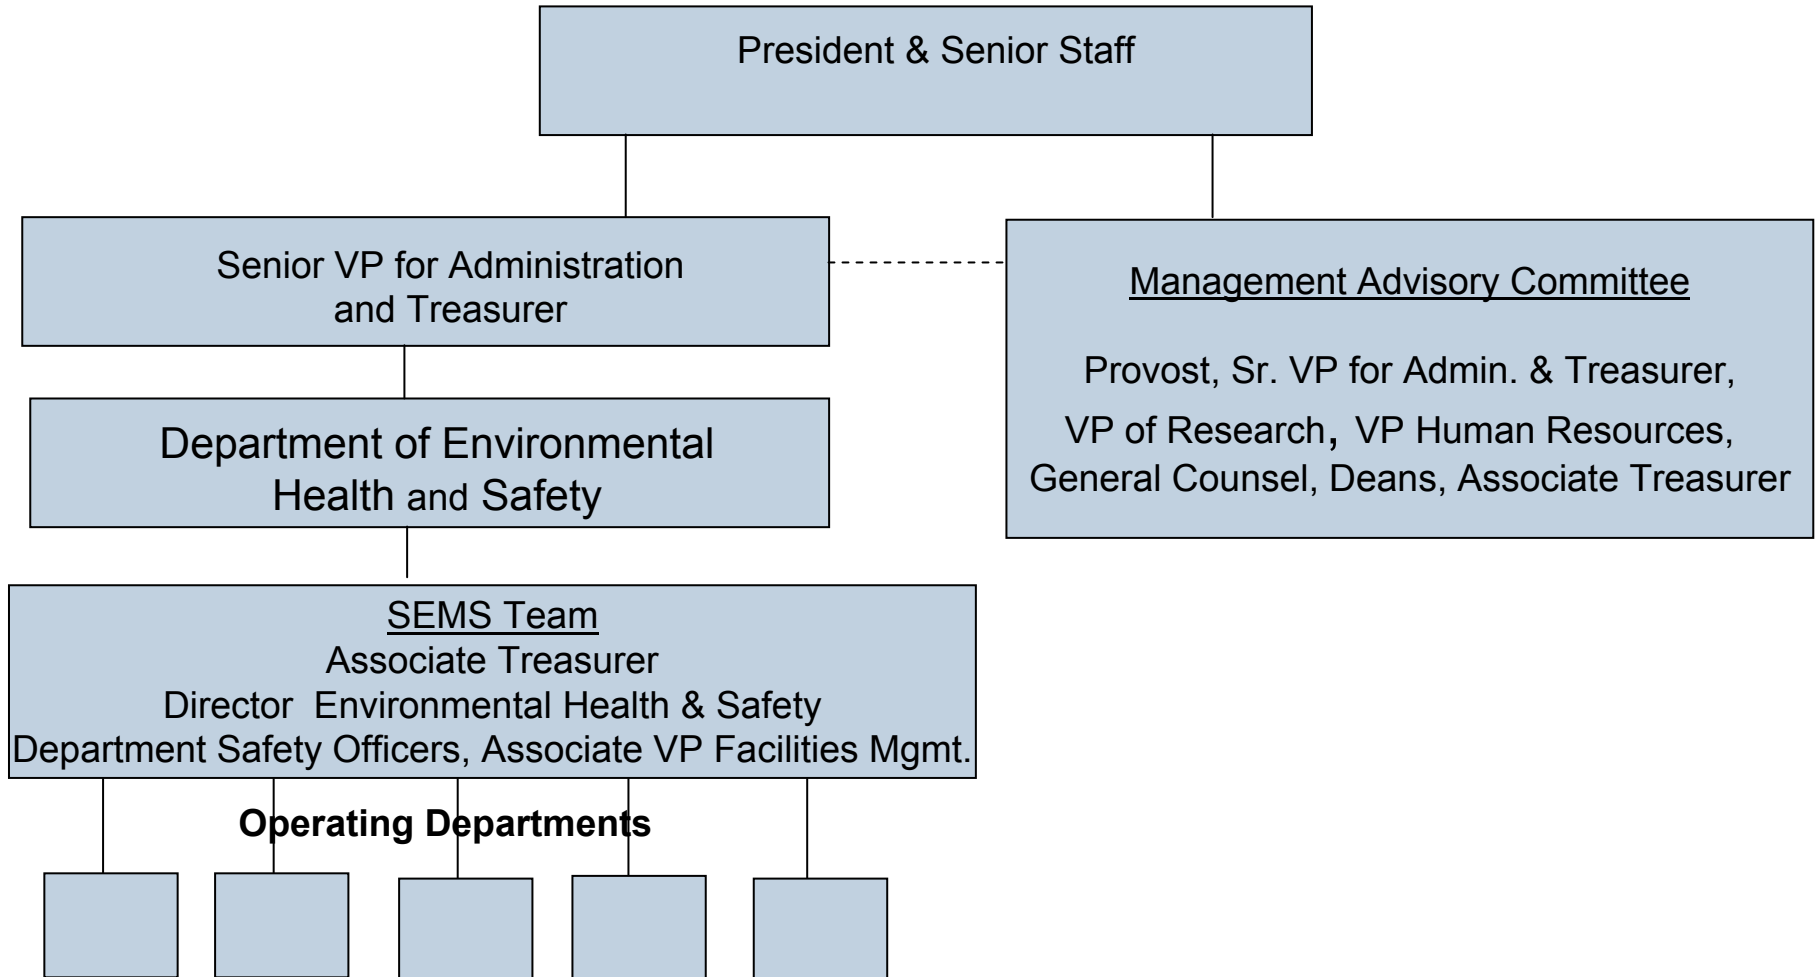 President & Senior Staff
Senior VP for Administration
and Treasurer
Management Advisory Committee
Provost, Sr. VP for Admin. & Treasurer,
VP of Research, VP Human Resources,
General Counsel, Deans, Associate Treasurer
Department of Environmental
Health and Safety
SEMS Team
Associate Treasurer
Director Environmental Health & Safety
Department Safety Officers, Associate VP Facilities Mgmt.
Operating Departments